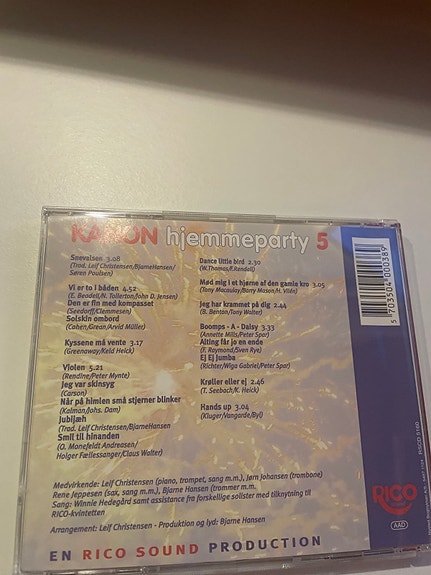 KANON hjemmeparty 5
Snevalsen 3.08
(Trad. Leif Christensen/BjarneHansen/
Søren Poulsen)
Vi er to i båden 4.52
(E. Beadell/N. Tollerton/John D. Jensen)
Den er fin med kompasset
(Seedorff/Clemmesen)
Solskin ombord
(Cahen/Girean/Arvid Müller)
Kyssene må vente 3.17
(Greenaway/Keld Heick)
Violen 5.21
(Rendine/Peter Mynte)
Jeg var skinsyg
(Carson)
Når på himlen små stjerner blinker
(Kalman/Johs. Dam)
Jubijæh
(Trad. Leif Christensen/BjarneHansen)
Smil til hinanden
(O. Monefeldt Andreasen/
Holger Fællessanger/Claus Walter)
Dance little bird 2.30
(W.Thomas/F.Rendall)
Mød mig i et hjørne af den gamle kro 3.05
(Tony Macaulay/Barry Mason/H. Vilén)
Jeg har krammet på dig 2.44
(B. Benton/Tony Walter)
Boomps - A - Daisy 3.33
(Annette Mills/Peter Spar)
Alting får jo en ende
(F. Raymond/Sven Rye)
Ej Ej Jumba
(Richter/Wiga Gabriel/Peter Spar)
Krøller eller ej 2.46
(T. Seebach/K. Heick)
Hands up 3.04
(Kluger/Vangarde/Byl)
5 703504 000389
Medvirkende: Leif Christensen (piano, trompet, sang m.m.), Jørn Johansen (trombone)
Rene Jeppesen (sax, sang m.m.), Bjarne Hansen (trommer m.m.
Sang: Winnie Hedegård samt assistance fra forskellige solister med tilknytning til
RICO-kvintetten
Arrangement: Leif Christensen - Produktion og lyd: Bjarne Hansen
RICO
AAD
EN RICO SOUND PRODUCTION